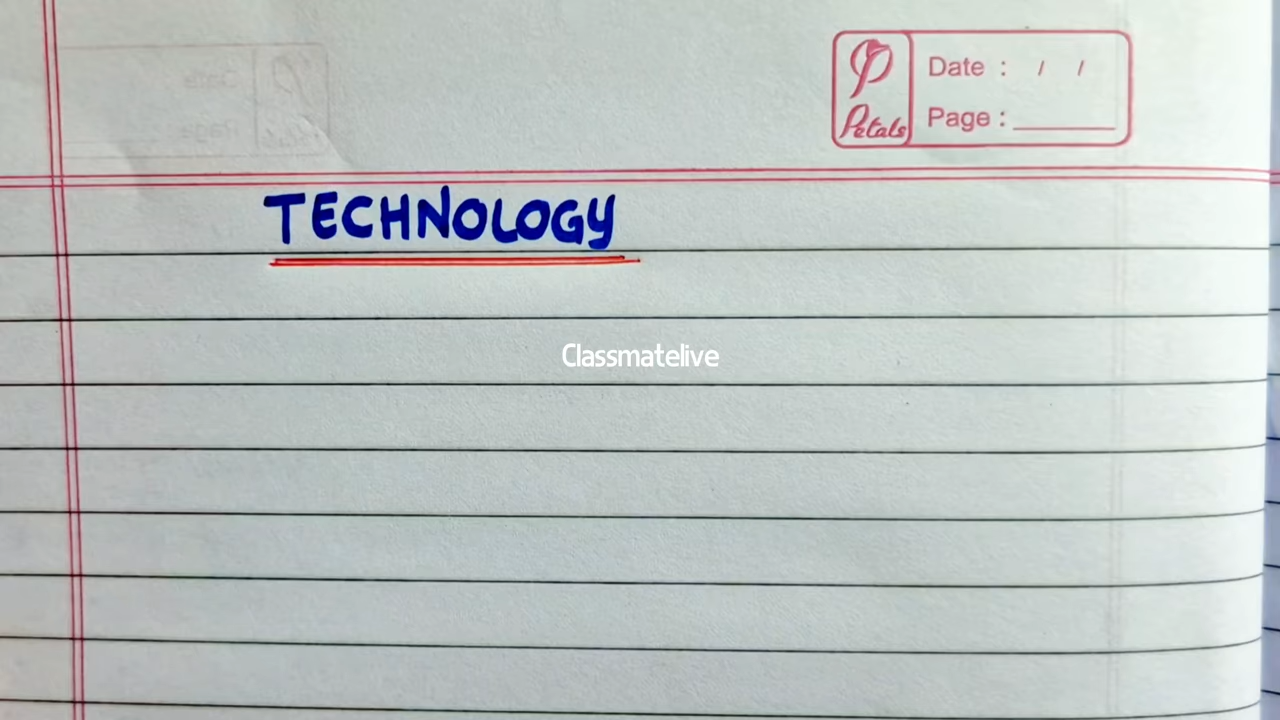 Date : / /
Petals
Page :
TECHNOLOGY
Classmatelive